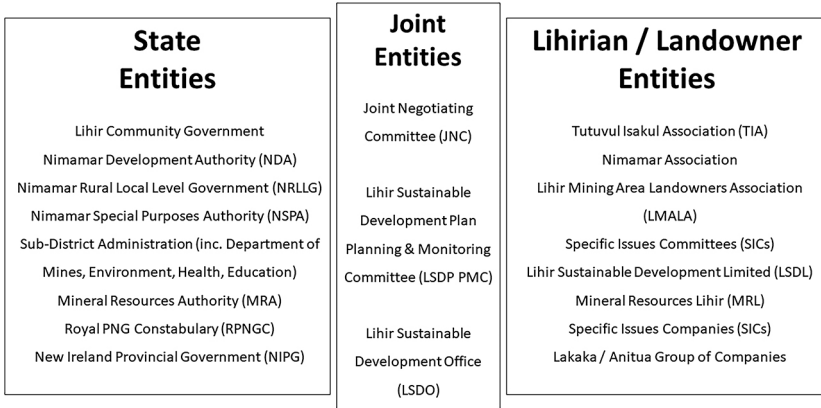 State
Entities
Lihir Community Government
Nimamar Development Authority (NDA)
Nimamar Rural Local Level Government (NRLLG)
Nimamar Special Purposes Authority (NSPA)
Sub-District Administration (inc. Department of
Mines, Environment, Health, Education)
Mineral Resources Authority (MRA)
Royal PNG Constabulary (RPNGC)
New Ireland Provincial Government (NIPG)
Joint
Entities
Joint Negotiating
Committee (JNC)
Lihir Sustainable
Development Plan
Planning & Monitoring
Committee (LSDP PMC)
Lihir Sustainable
Development Office
(LSDO)
Lihirian / Landowner
Entities
Tutuvul Isakul Association (TIA)
Nimamar Association
Lihir Mining Area Landowners Association
(LMALA)
Specific Issues Committees (SICs)
Lihir Sustainable Development Limited (LSDL)
Mineral Resources Lihir (MRL)
Specific Issues Companies (SICs)
Lakaka / Anitua Group of Companies